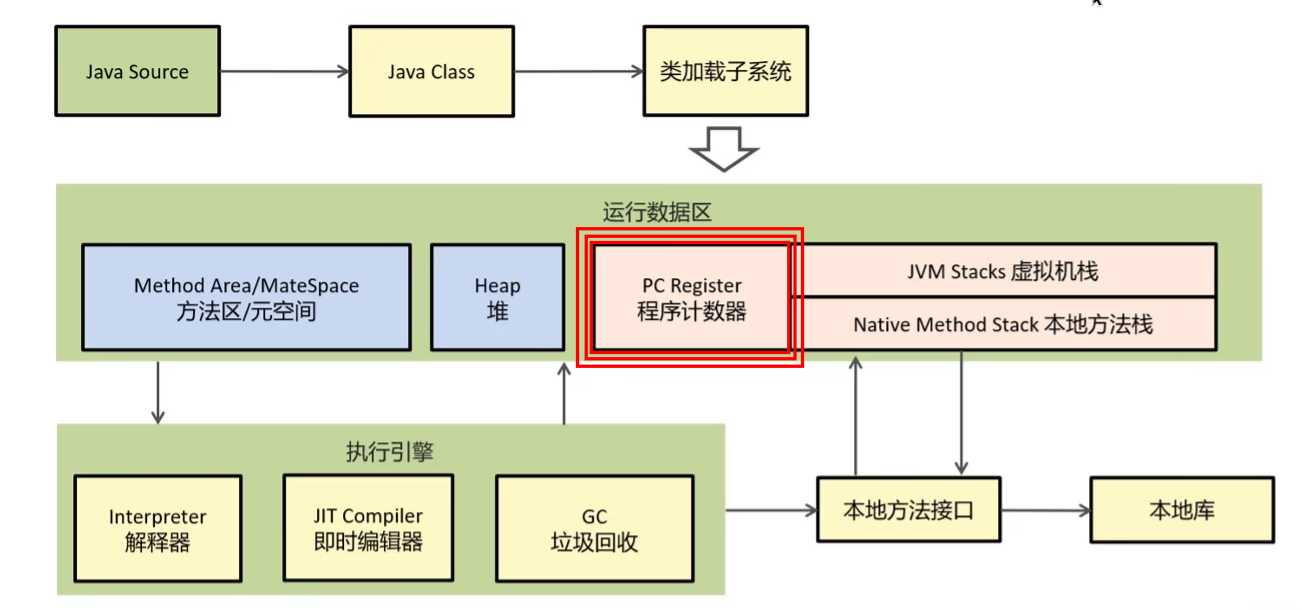 Java Source
Java Class
类加载子系统
运行数据区
Method Area/MateSpace
方法区/元空间
Heap
堆
PC Register
程序计数器
JVM Stacks 虚拟机栈
Native Method Stack 本地方法栈
执行引擎
Interpreter
解释器
JIT Compiler
即时编辑器
GC
垃圾回收
本地方法接口
本地库